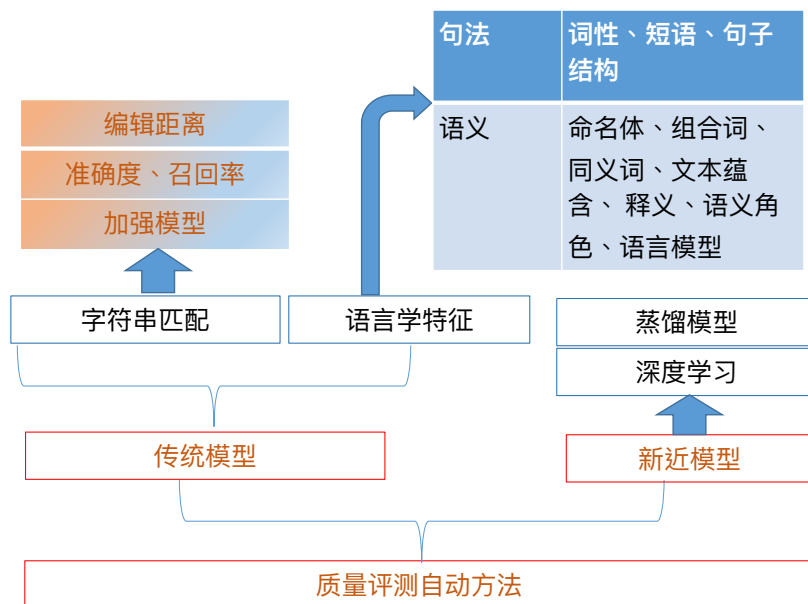 句法
词性、短语、句子
结构
语义
命名体、组合词、
同义词、文本蕴
含、 释义、语义角
色、语言模型
编辑距离
准确度、召回率
加强模型
字符串匹配
语言学特征
蒸馏模型
深度学习
传统模型
新近模型
质量评测自动方法